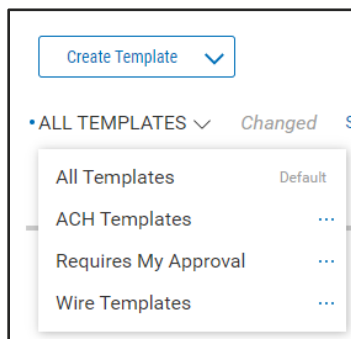 Create Template
• ALL TEMPLATES Changed
All Templates Default
ACH Templates ...
Requires My Approval ...
Wire Templates ...